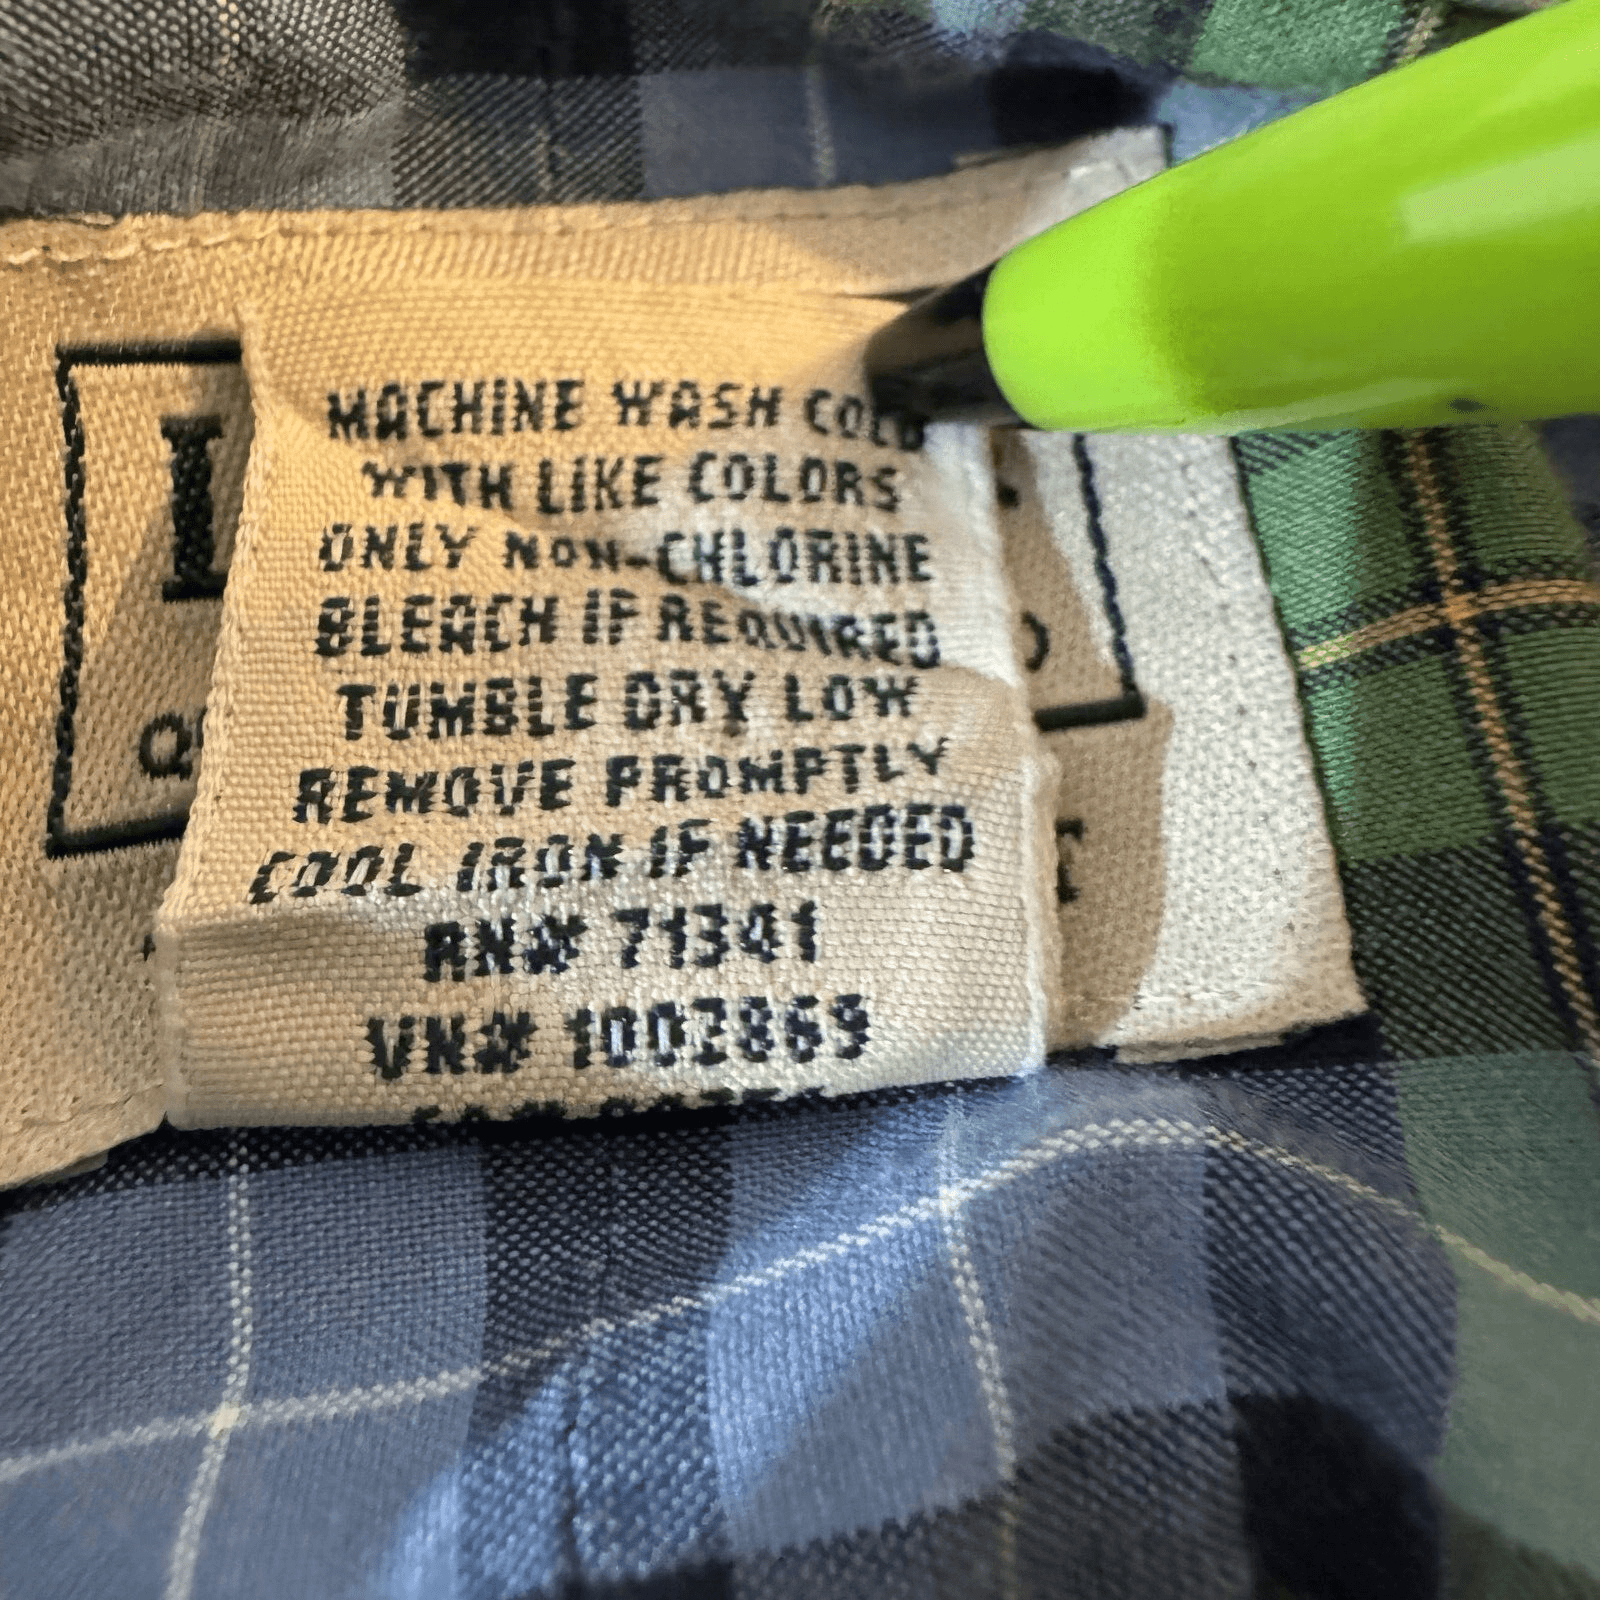 MACHINE WASH COLD
WITH LIKE COLORS
ONLY NON-CHLORINE
BLEACH IF REQUIRED
TUMBLE DRY LOW
REMOVE PROMPTLY
COOL IRON IF NEEDED
RN# 71341
VN# 1002869